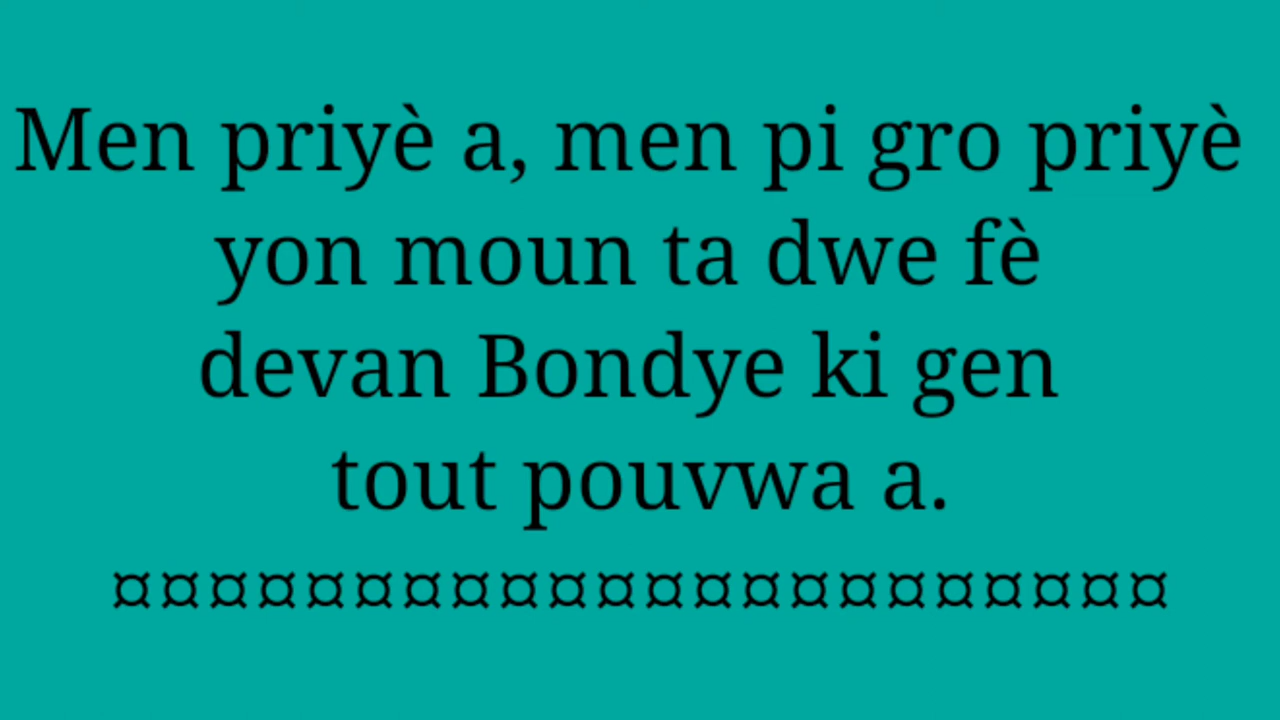 Men priyè a, men pi gro priyè
yon moun ta dwe fè
devan Bondye ki gen
tout pouvwa a.
¤¤¤¤¤¤¤¤¤¤¤¤¤¤¤¤¤¤¤¤¤¤